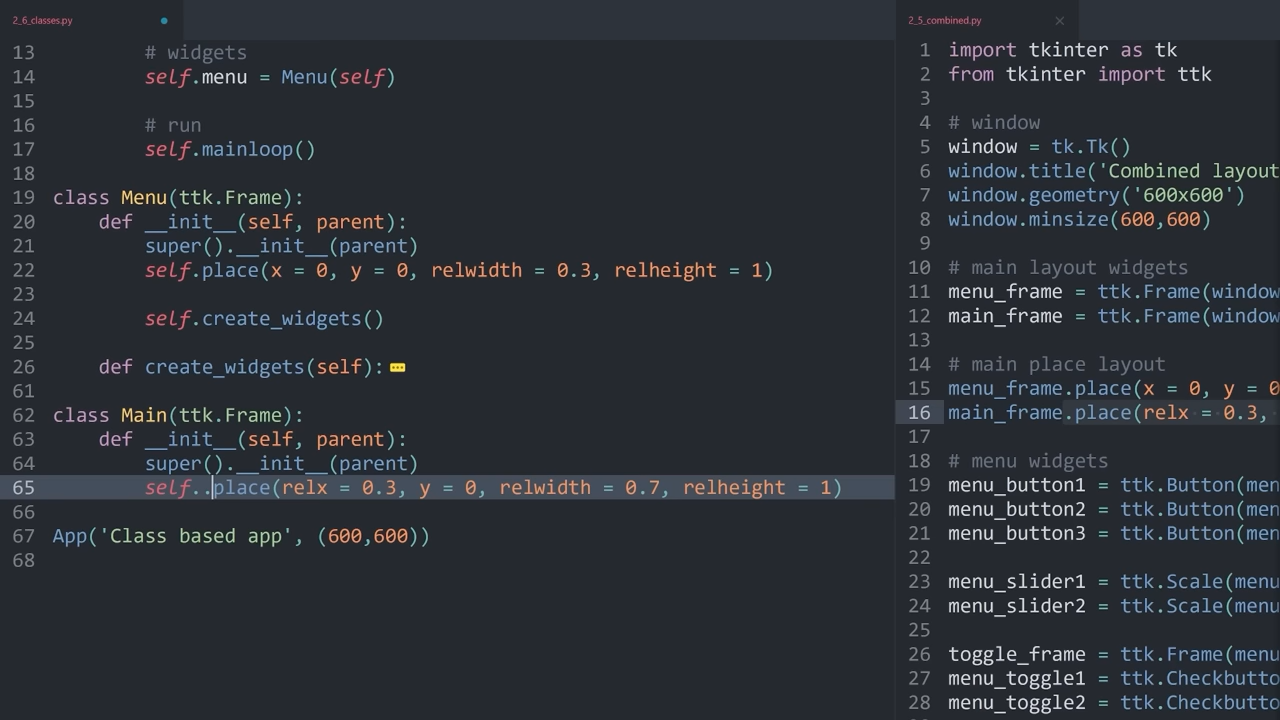 2_6_classes.py
13 # widgets
14 self.menu = Menu(self)
15
16 # run
17 self.mainloop()
18
19 class Menu(ttk.Frame):
20 def __init__(self, parent):
21 super().__init__(parent)
22 self.place(x = 0, y = 0, relwidth = 0.3, relheight = 1)
23
24 self.create_widgets()
25
26 def create_widgets(self):
61
62 class Main(ttk.Frame):
63 def __init__(self, parent):
64 super().__init__(parent)
65 self..place(relx = 0.3, y = 0, relwidth = 0.7, relheight = 1)
66
67 App('Class based app', (600,600))
68
2_5_combined.py
1 import tkinter as tk
2 from tkinter import ttk
3
4 # window
5 window = tk.Tk()
6 window.title('Combined layout
7 window.geometry('600x600')
8 window.minsize(600,600)
9
10 # main layout widgets
11 menu_frame = ttk.Frame(window
12 main_frame = ttk.Frame(window
13
14 # main place layout
15 menu_frame.place(x = 0, y = 0
16 main_frame.place(relx = 0.3,
17
18 # menu widgets
19 menu_button1 = ttk.Button(men
20 menu_button2 = ttk.Button(men
21 menu_button3 = ttk.Button(men
22
23 menu_slider1 = ttk.Scale(menu
24 menu_slider2 = ttk.Scale(menu
25
26 toggle_frame = ttk.Frame(menu
27 menu_toggle1 = ttk.Checkbutto
28 menu_toggle2 = ttk.Checkbutto